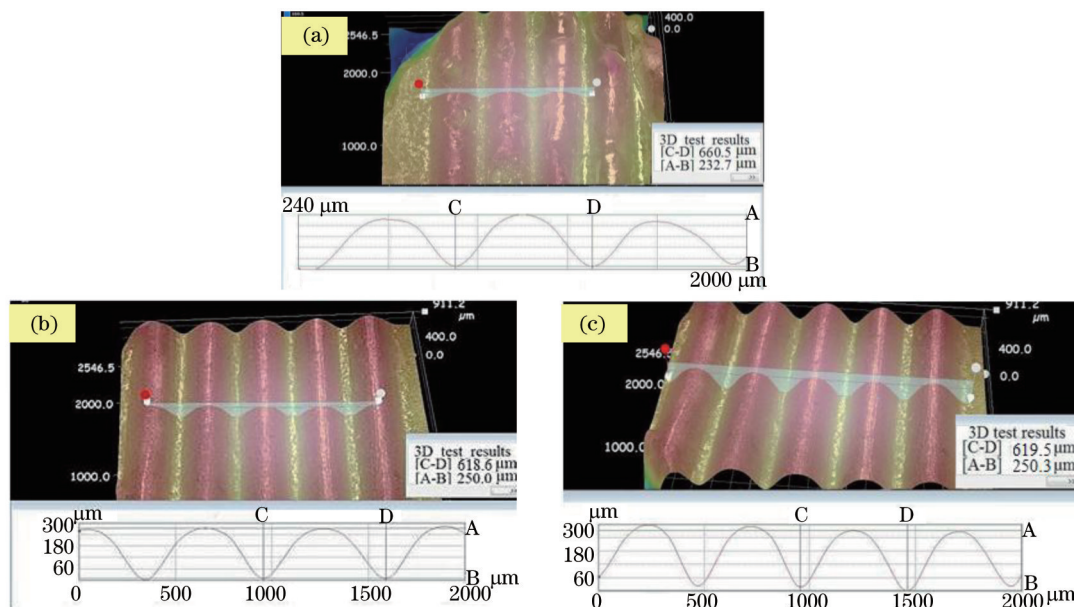 (a)
2546.5
2000.0
1000.0
400.0
0.0
3D test results
[C-D] 660.5 μm
[A-B] 232.7 μm
>>
240 μm
C
D
A
B
2000 μm
(b)
911.2
μm
400.0
0.0
2546.5
2000.0
1000.0
3D test results
[C-D] 618.6 μm
[A-B] 250.0 μm
>>
μm
C
D
300
A
180
60
B
0
500
1000
1500
2000 μm
(c)
911.2
μm
400.0
0.0
2546.5
2000.0
1000.0
3D test results
[C-D] 619.5 μm
[A-B] 250.3 μm
>>
μm
C
D
300
A
180
60
B
0
500
1000
1500
2000 μm